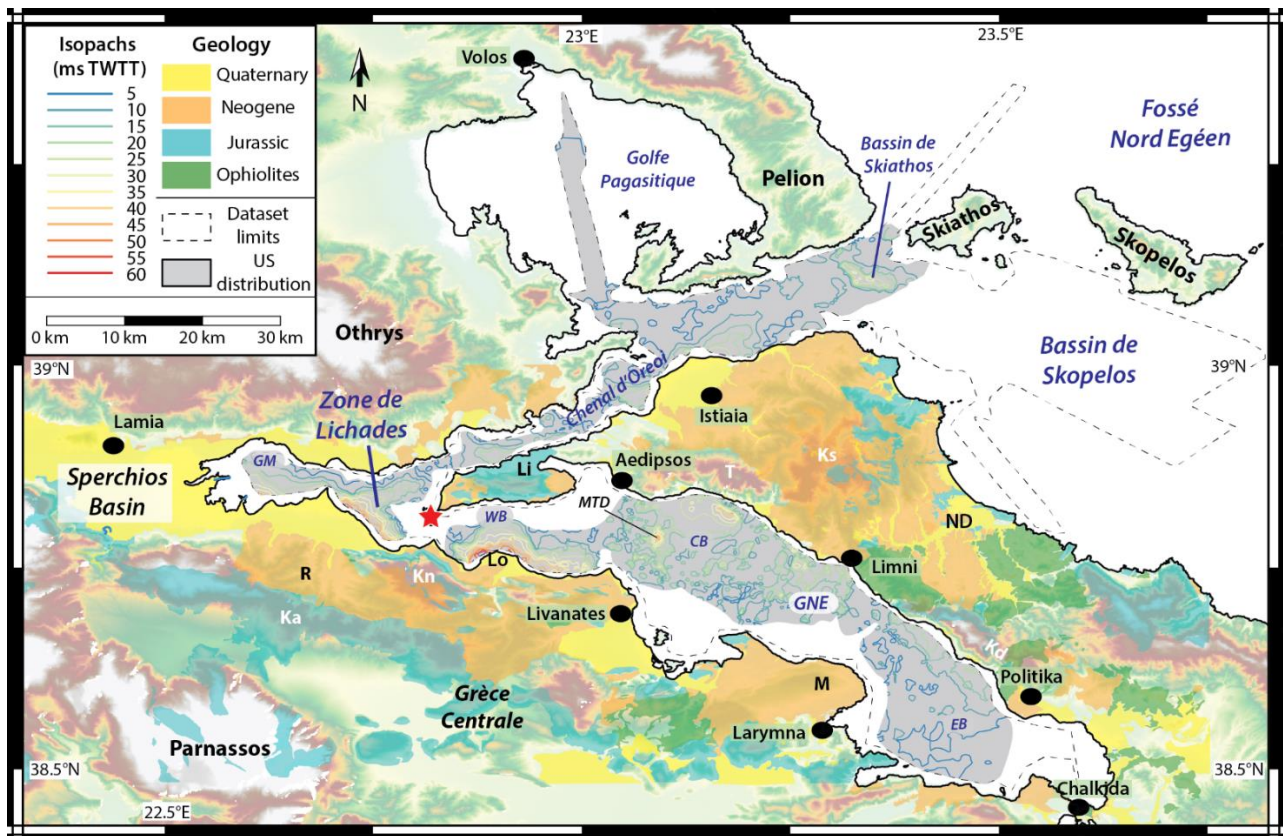 Isopachs
(ms TWTT)
5
10
15
20
25
30
35
40
45
50
55
60
Geology
Quaternary
Neogene
Jurassic
Ophiolites
Dataset
limits
US
distribution
0 km
10 km
20 km
30 km
N
23°E
23.5°E
Volos
Fossé
Nord Egéen
Bassin de
Skiathos
Golfe
Pagasitique
Pelion
Skiathos
Skopelos
Othrys
39°N
39°N
Bassin de
Skopelos
Chenal d'Oreoi
Zone de
Lichades
Istiaia
Lamia
Ks
GM
Li
Aedipsos
T
Sperchios
Basin
MTD
WB
CB
ND
R
Kn
Lo
Limni
Livanates
GNE
Ka
Kd
Politika
Grèce
Centrale
M
Larymna
EB
Parnassos
38.5°N
38.5°N
Chalkida
22.5°E